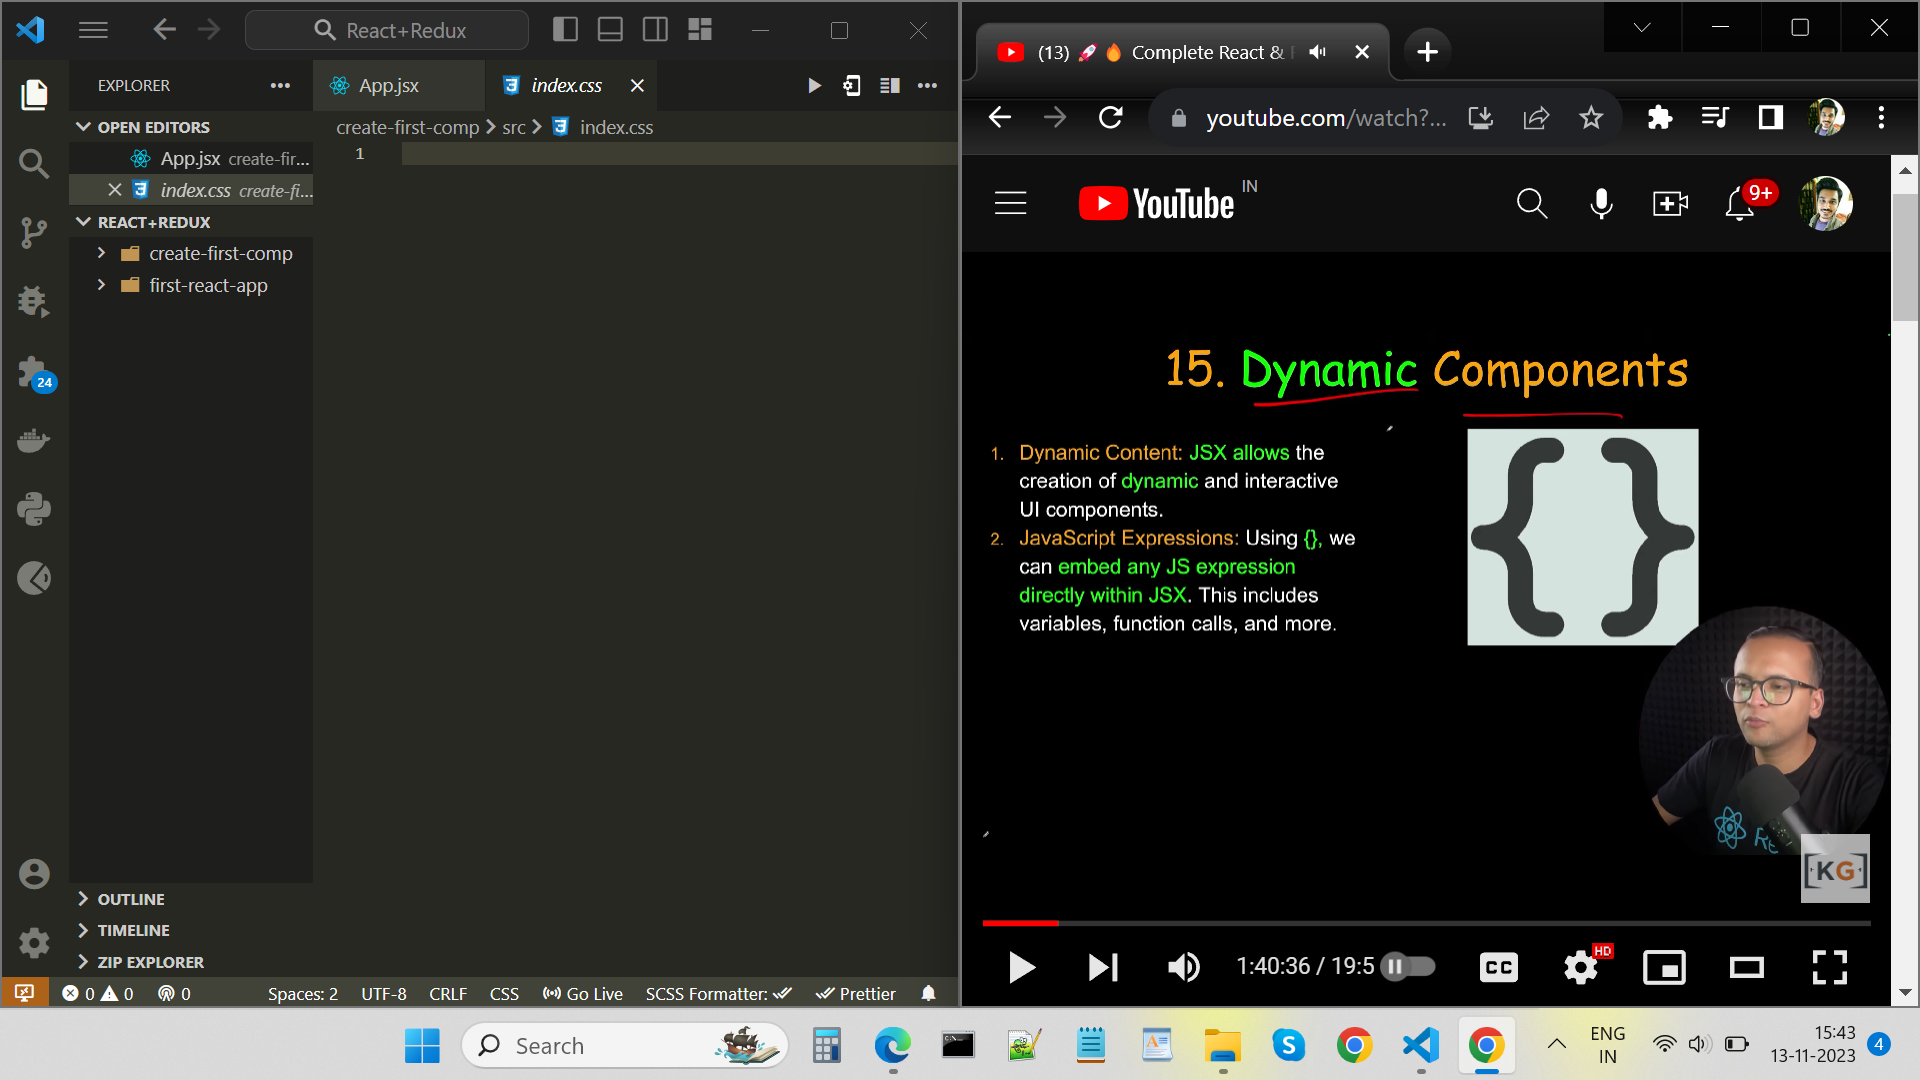 React+Redux
EXPLORER
OPEN EDITORS
App.jsx create-fir...
index.css create-fi...
REACT+REDUX
create-first-comp
first-react-app
24
OUTLINE
TIMELINE
ZIP EXPLORER
App.jsx
index.css
create-first-comp > src > index.css
1
0 0 0
Spaces: 2
UTF-8
CRLF
CSS
Go Live
SCSS Formatter:
Prettier
(13) 🚀 🔥 Complete React &
youtube.com/watch?...
YouTube IN
9+
15. Dynamic Components
1. Dynamic Content: JSX allows the
creation of dynamic and interactive
UI components.
2. JavaScript Expressions: Using {}, we
can embed any JS expression
directly within JSX. This includes
variables, function calls, and more.
{ }
KG
1:40:36 / 19:5
CC
HD
Search
ENG
IN
15:43
13-11-2023
4